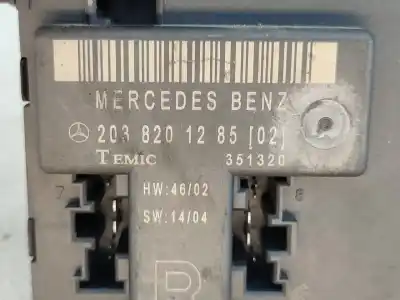 MERCEDES BENZ
203 820 12 85 [02]
TEMIC 351320
7 HW:46/02 8
SW:14/04
R